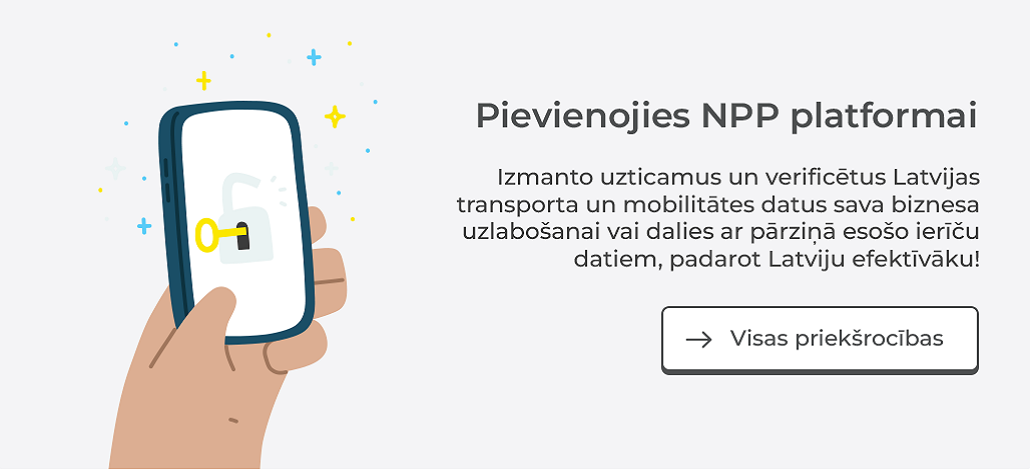 Pievienojies NPP platformai
Izmanto uzticamus un verificētus Latvijas
transporta un mobilitātes datus sava biznesa
uzlabošanai vai dalies ar pārziņā esošo ierīču
datiem, padarot Latviju efektīvāku!
→ Visas priekšrocības